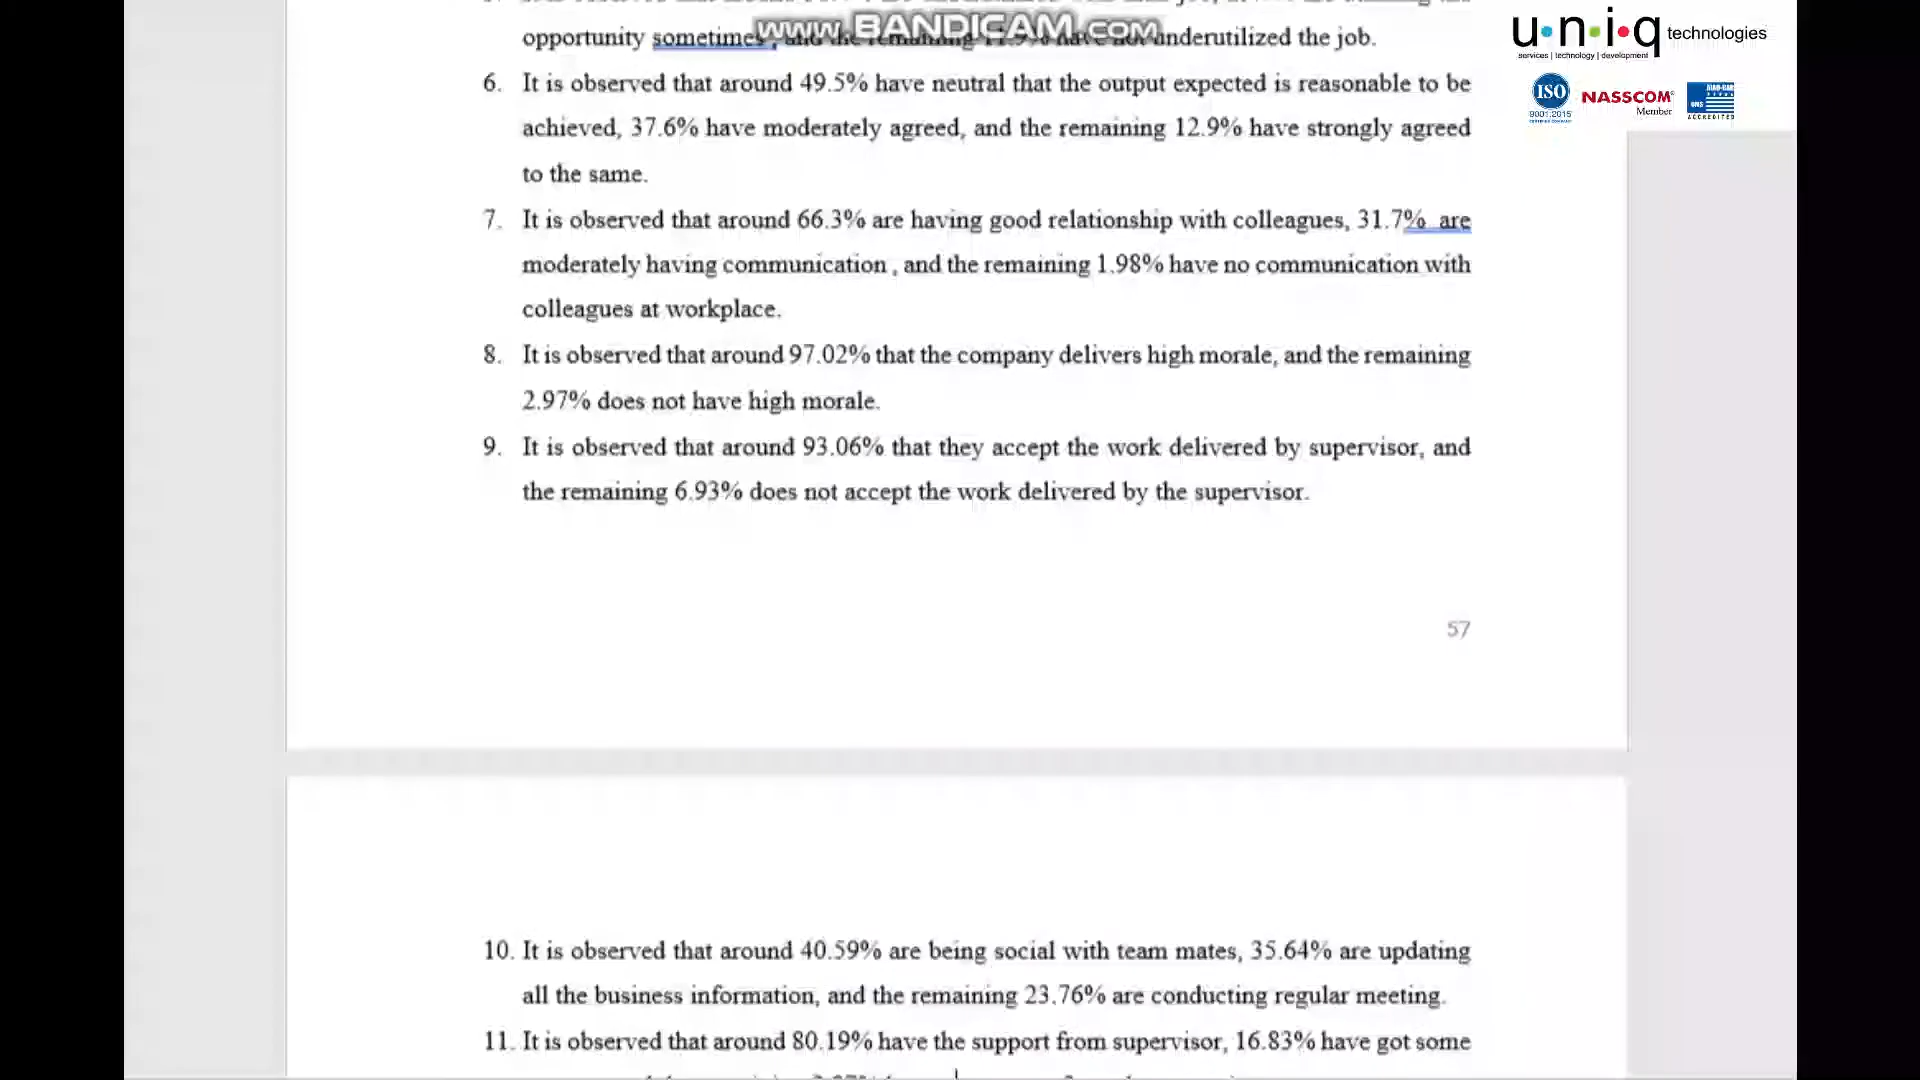 www.BANDICAM.com
u·n·i·q technologies
services | technology | development
ISO
9001:2015
NASSCOM®
Member
ACCREDITED
opportunity sometimes, and the remaining 11.9% have not underutilized the job.
6. It is observed that around 49.5% have neutral that the output expected is reasonable to be
achieved, 37.6% have moderately agreed, and the remaining 12.9% have strongly agreed
to the same.
7. It is observed that around 66.3% are having good relationship with colleagues, 31.7% are
moderately having communication , and the remaining 1.98% have no communication with
colleagues at workplace.
8. It is observed that around 97.02% that the company delivers high morale, and the remaining
2.97% does not have high morale.
9. It is observed that around 93.06% that they accept the work delivered by supervisor, and
the remaining 6.93% does not accept the work delivered by the supervisor.
57
10. It is observed that around 40.59% are being social with team mates, 35.64% are updating
all the business information, and the remaining 23.76% are conducting regular meeting.
11. It is observed that around 80.19% have the support from supervisor, 16.83% have got some